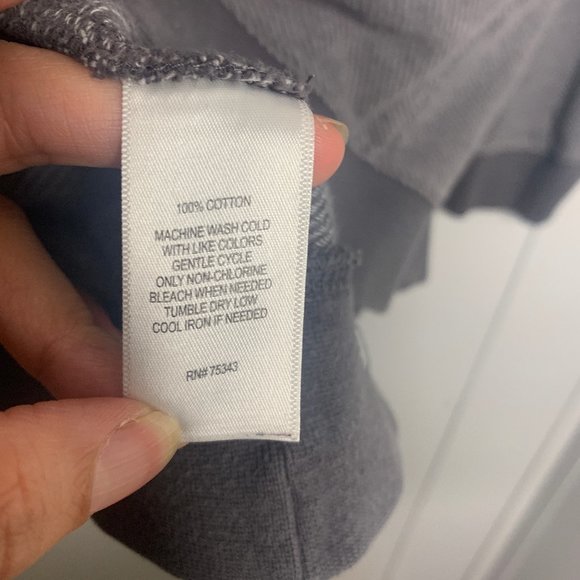 100% COTTON
MACHINE WASH COLD
WITH LIKE COLORS
GENTLE CYCLE
ONLY NON-CHLORINE
BLEACH WHEN NEEDED
TUMBLE DRY LOW
COOL IRON IF NEEDED
RN# 75343